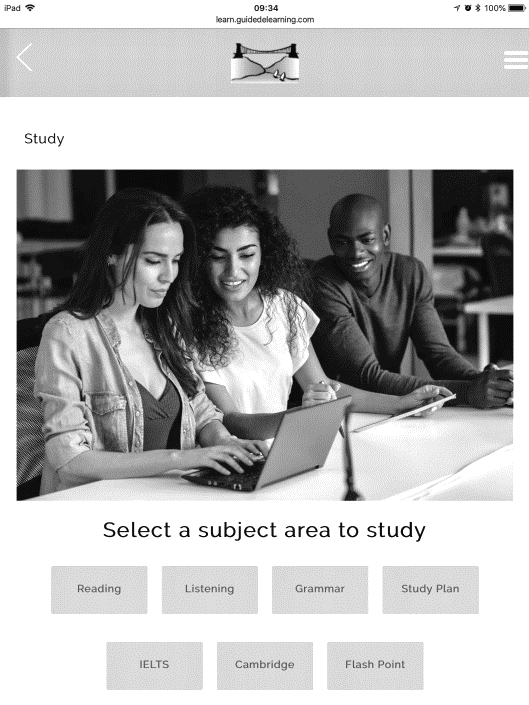 iPad 09:34 100%
learn.guidedelearning.com
Study
Select a subject area to study
Reading Listening Grammar Study Plan
IELTS Cambridge Flash Point